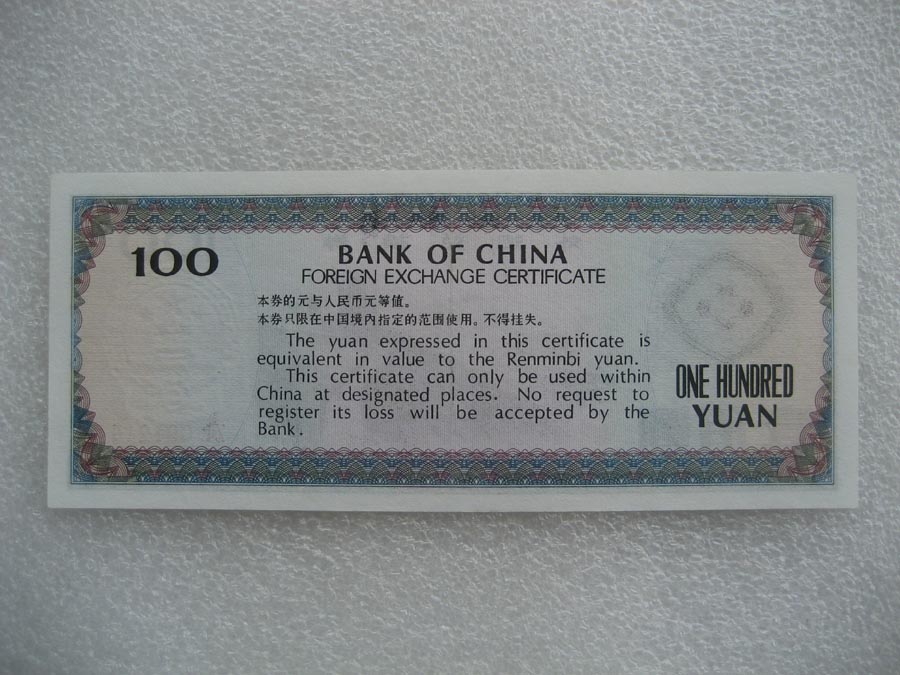 100
BANK OF CHINA
FOREIGN EXCHANGE CERTIFICATE
本券的元与人民币元等值。
本券只限在中国境内指定的范围使用。不得挂失。
The yuan expressed in this certificate is
equivalent in value to the Renminbi yuan.
This certificate can only be used within
China at designated places. No request to
register its loss will be accepted by the
Bank.
ONE HUNDRED
YUAN